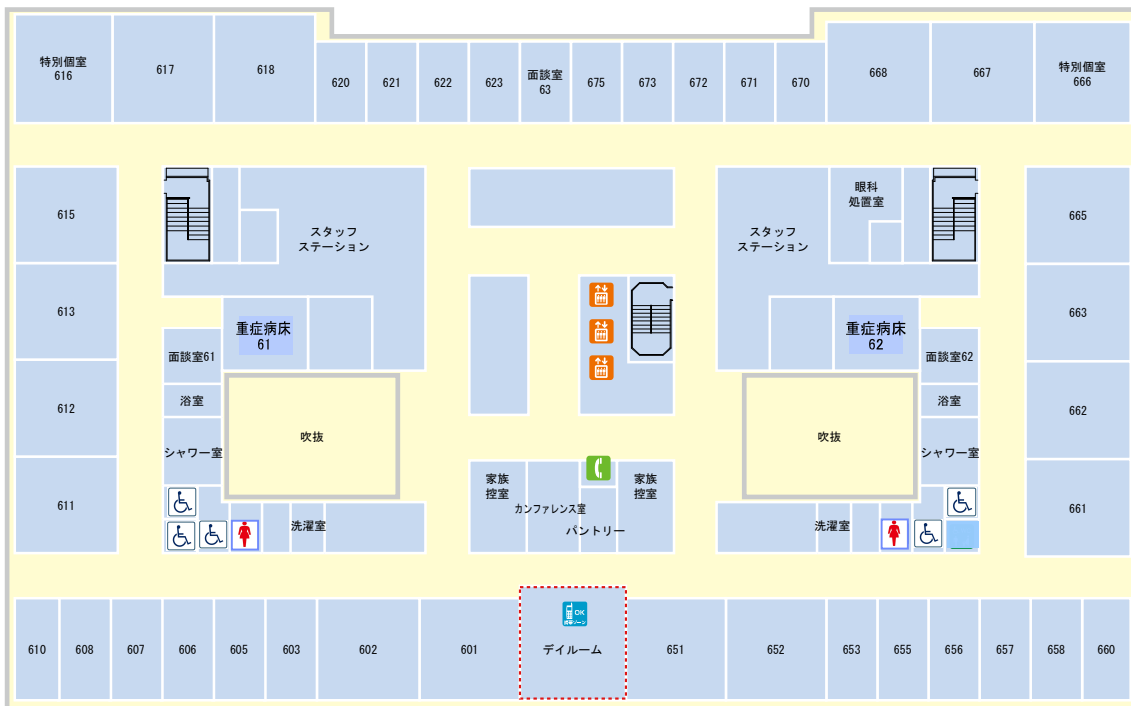 特別個室
616
617
618
620
621
622
623
面談室
63
675
673
672
671
670
668
667
特別個室
666
615
スタッフ
ステーション
スタッフ
ステーション
眼科
処置室
665
613
重症病床
61
重症病床
62
663
面談室61
面談室62
612
浴室
浴室
662
吹抜
吹抜
シャワー室
シャワー室
611
家族
控室
カンファレンス室
パントリー
家族
控室
661
洗濯室
洗濯室
OK
610
608
607
606
605
603
602
601
デイルーム
651
652
653
655
656
657
658
660